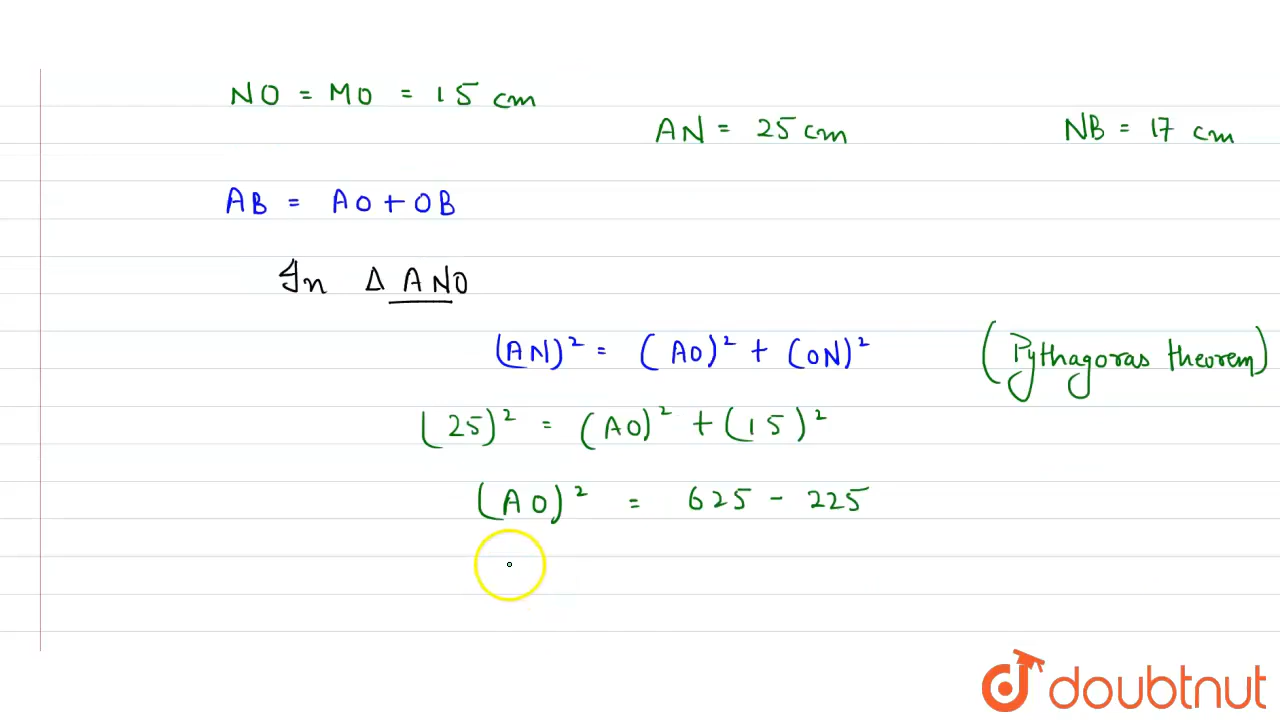 NO = MO = 15 cm
AN = 25 cm
NB = 17 cm
AB = AO + OB
In Δ ANO
(AN)² = (AO)² + (ON)² (Pythagoras theorem)
(25)² = (AO)² + (15)²
(AO)² = 625 - 225
doubtnut